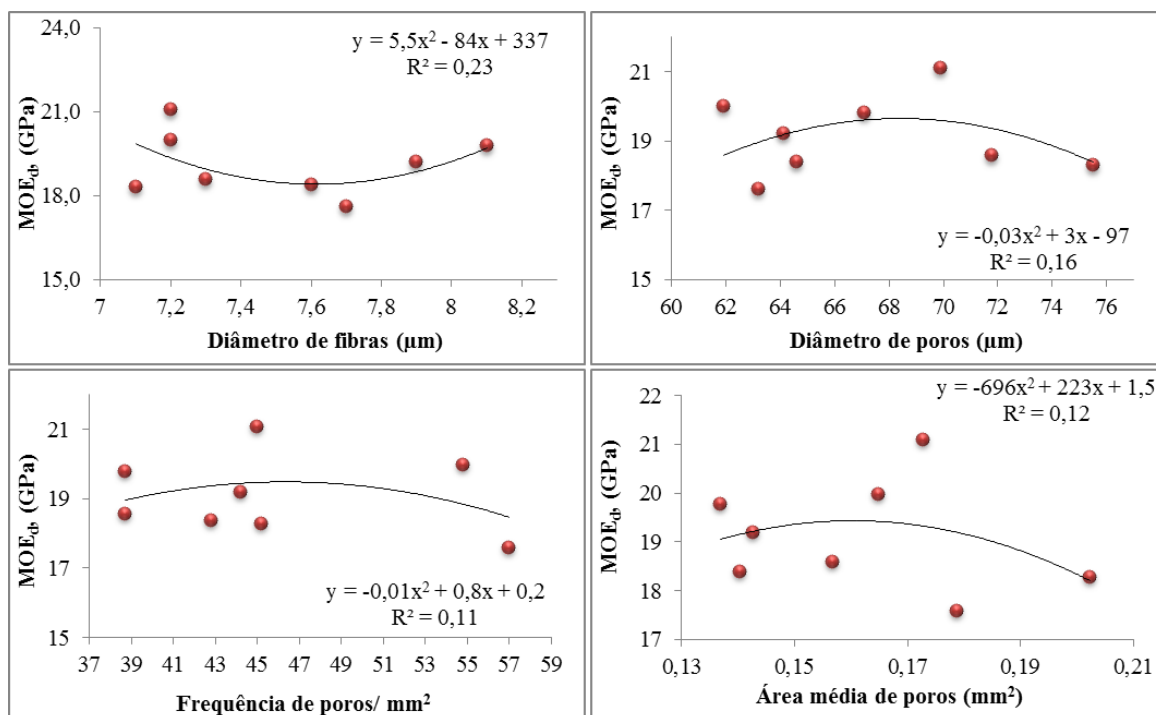 24,0
21,0
18,0
15,0
MOE_d, (GPa)
y = 5,5x² - 84x + 337
R² = 0,23
7 7,2 7,4 7,6 7,8 8 8,2
Diâmetro de fibras (µm)
21
19
17
15
MOE_d, (GPa)
y = -0,03x² + 3x - 97
R² = 0,16
60 62 64 66 68 70 72 74 76
Diâmetro de poros (µm)
21
19
17
15
MOE_d, (GPa)
y = -0,01x² + 0,8x + 0,2
R² = 0,11
37 39 41 43 45 47 49 51 53 55 57 59
Frequência de poros/ mm²
22
21
20
19
18
17
MOE_d, (GPa)
y = -696x² + 223x + 1,5
R² = 0,12
0,13 0,15 0,17 0,19 0,21
Área média de poros (mm²)